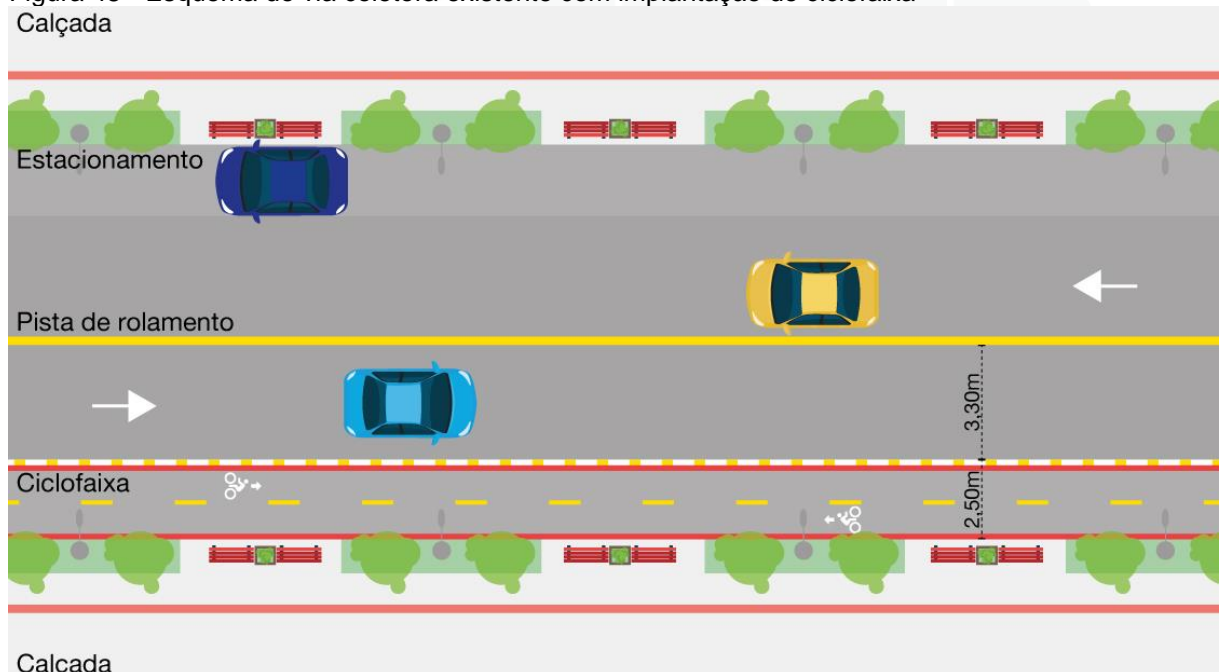 Calçada
Estacionamento
Pista de rolamento
3,30m
Ciclofaixa
2,50m
Calçada